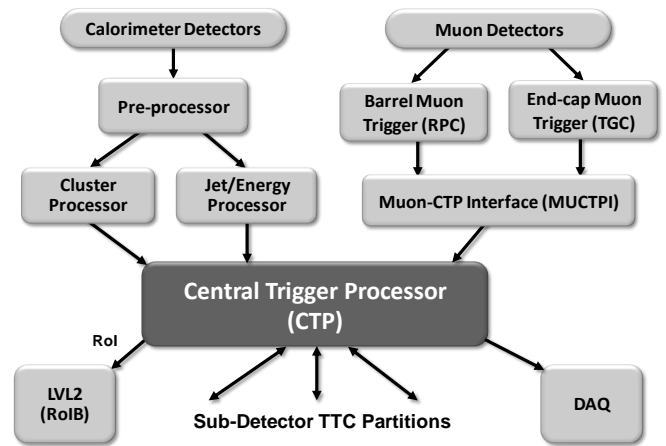 Calorimeter Detectors
Muon Detectors
Pre-processor
Barrel Muon
Trigger (RPC)
End-cap Muon
Trigger (TGC)
Cluster
Processor
Jet/Energy
Processor
Muon-CTP Interface (MUCTPI)
Central Trigger Processor
(CTP)
RoI
LVL2
(RoIB)
Sub-Detector TTC Partitions
DAQ